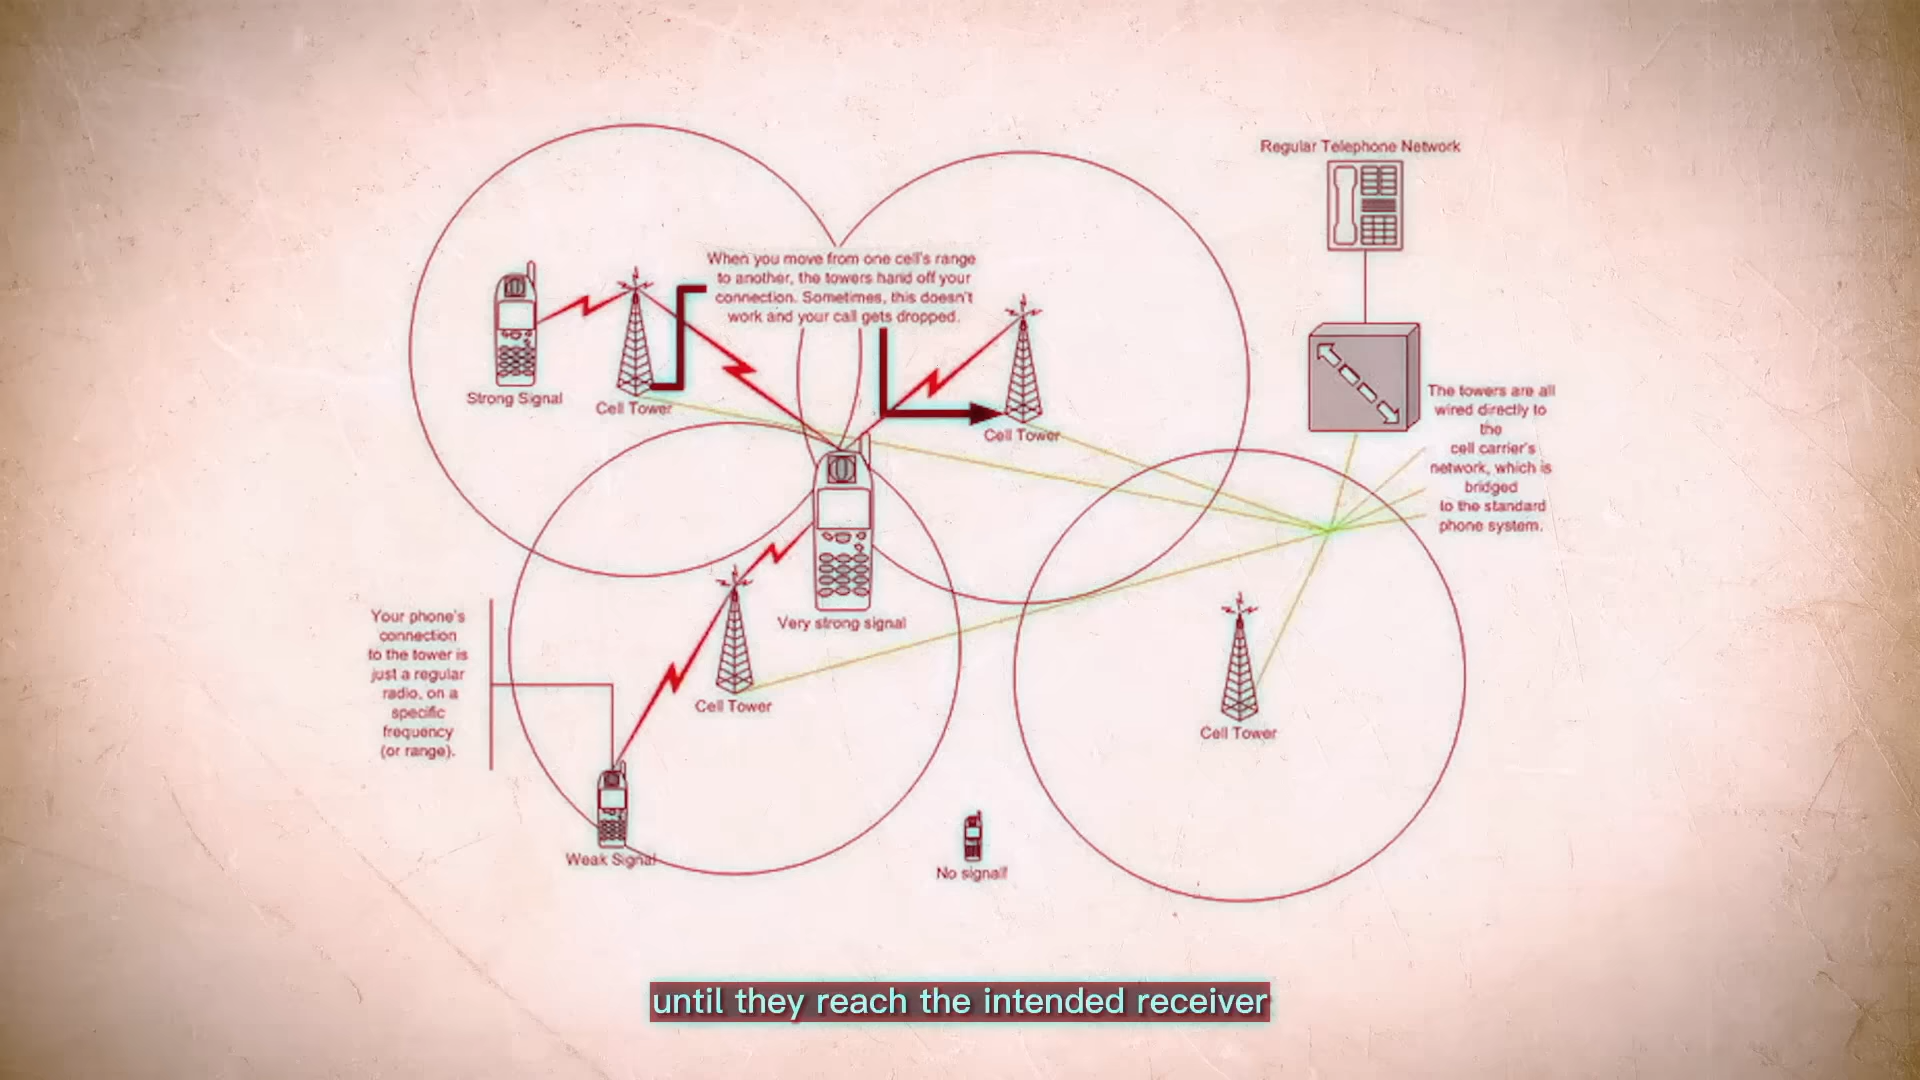 Regular Telephone Network
When you move from one cell's range
to another, the towers hand off your
connection. Sometimes, this doesn't
work and your call gets dropped.
Strong Signal
Cell Tower
Cell Tower
The towers are all
wired directly to
the
cell carrier's
network, which is
bridged
to the standard
phone system.
Your phone's
connection
to the tower is
just a regular
radio, on a
specific
frequency
(or range).
Very strong signal
Cell Tower
Cell Tower
Weak Signal
No signal!
until they reach the intended receiver